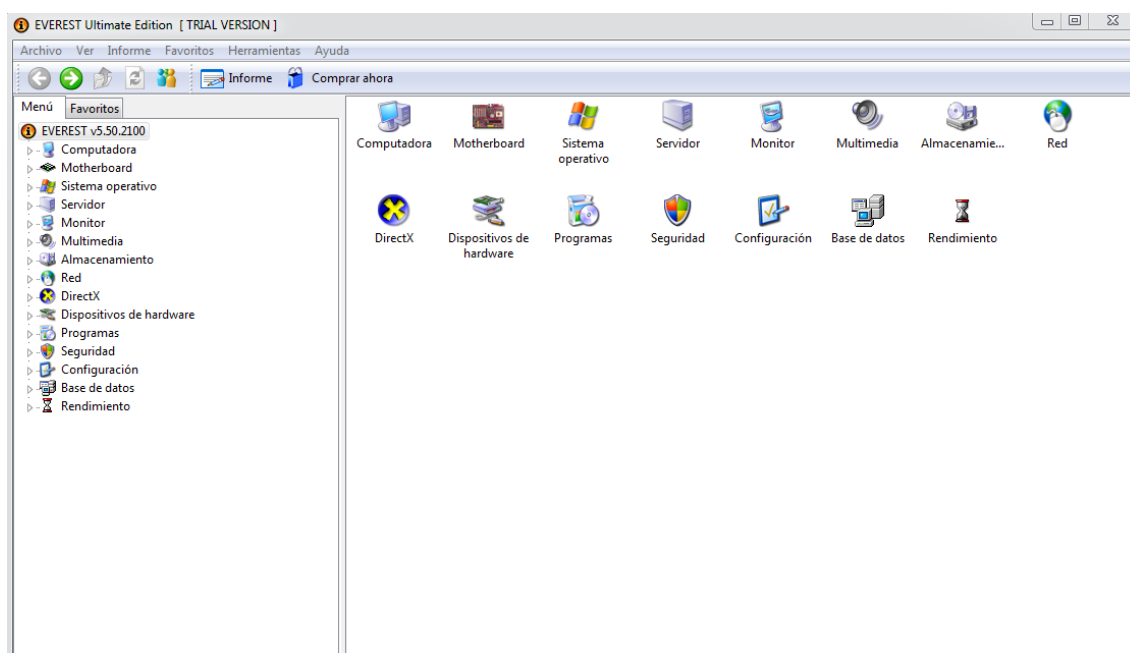 EVEREST Ultimate Edition [ TRIAL VERSION ]
Archivo Ver Informe Favoritos Herramientas Ayuda
Informe Comprar ahora
Menú Favoritos
EVEREST v5.50.2100
Computadora
Motherboard
Sistema operativo
Servidor
Monitor
Multimedia
Almacenamiento
Red
DirectX
Dispositivos de hardware
Programas
Seguridad
Configuración
Base de datos
Rendimiento
Computadora Motherboard Sistema operativo Servidor Monitor Multimedia Almacenamie... Red
DirectX Dispositivos de hardware Programas Seguridad Configuración Base de datos Rendimiento